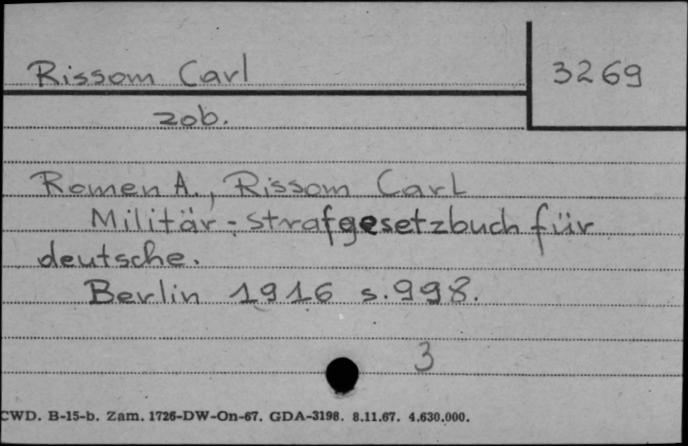 Rissom Carl
3269
zob.
Romen A., Rissom Carl
Militär-Strafgesetzbuch für
deutsche.
Berlin 1916 s. 998.
3
CWD. B-15-b. Zam. 1726-DW-On-67. GDA-3198. 8.11.67. 4.630.000.